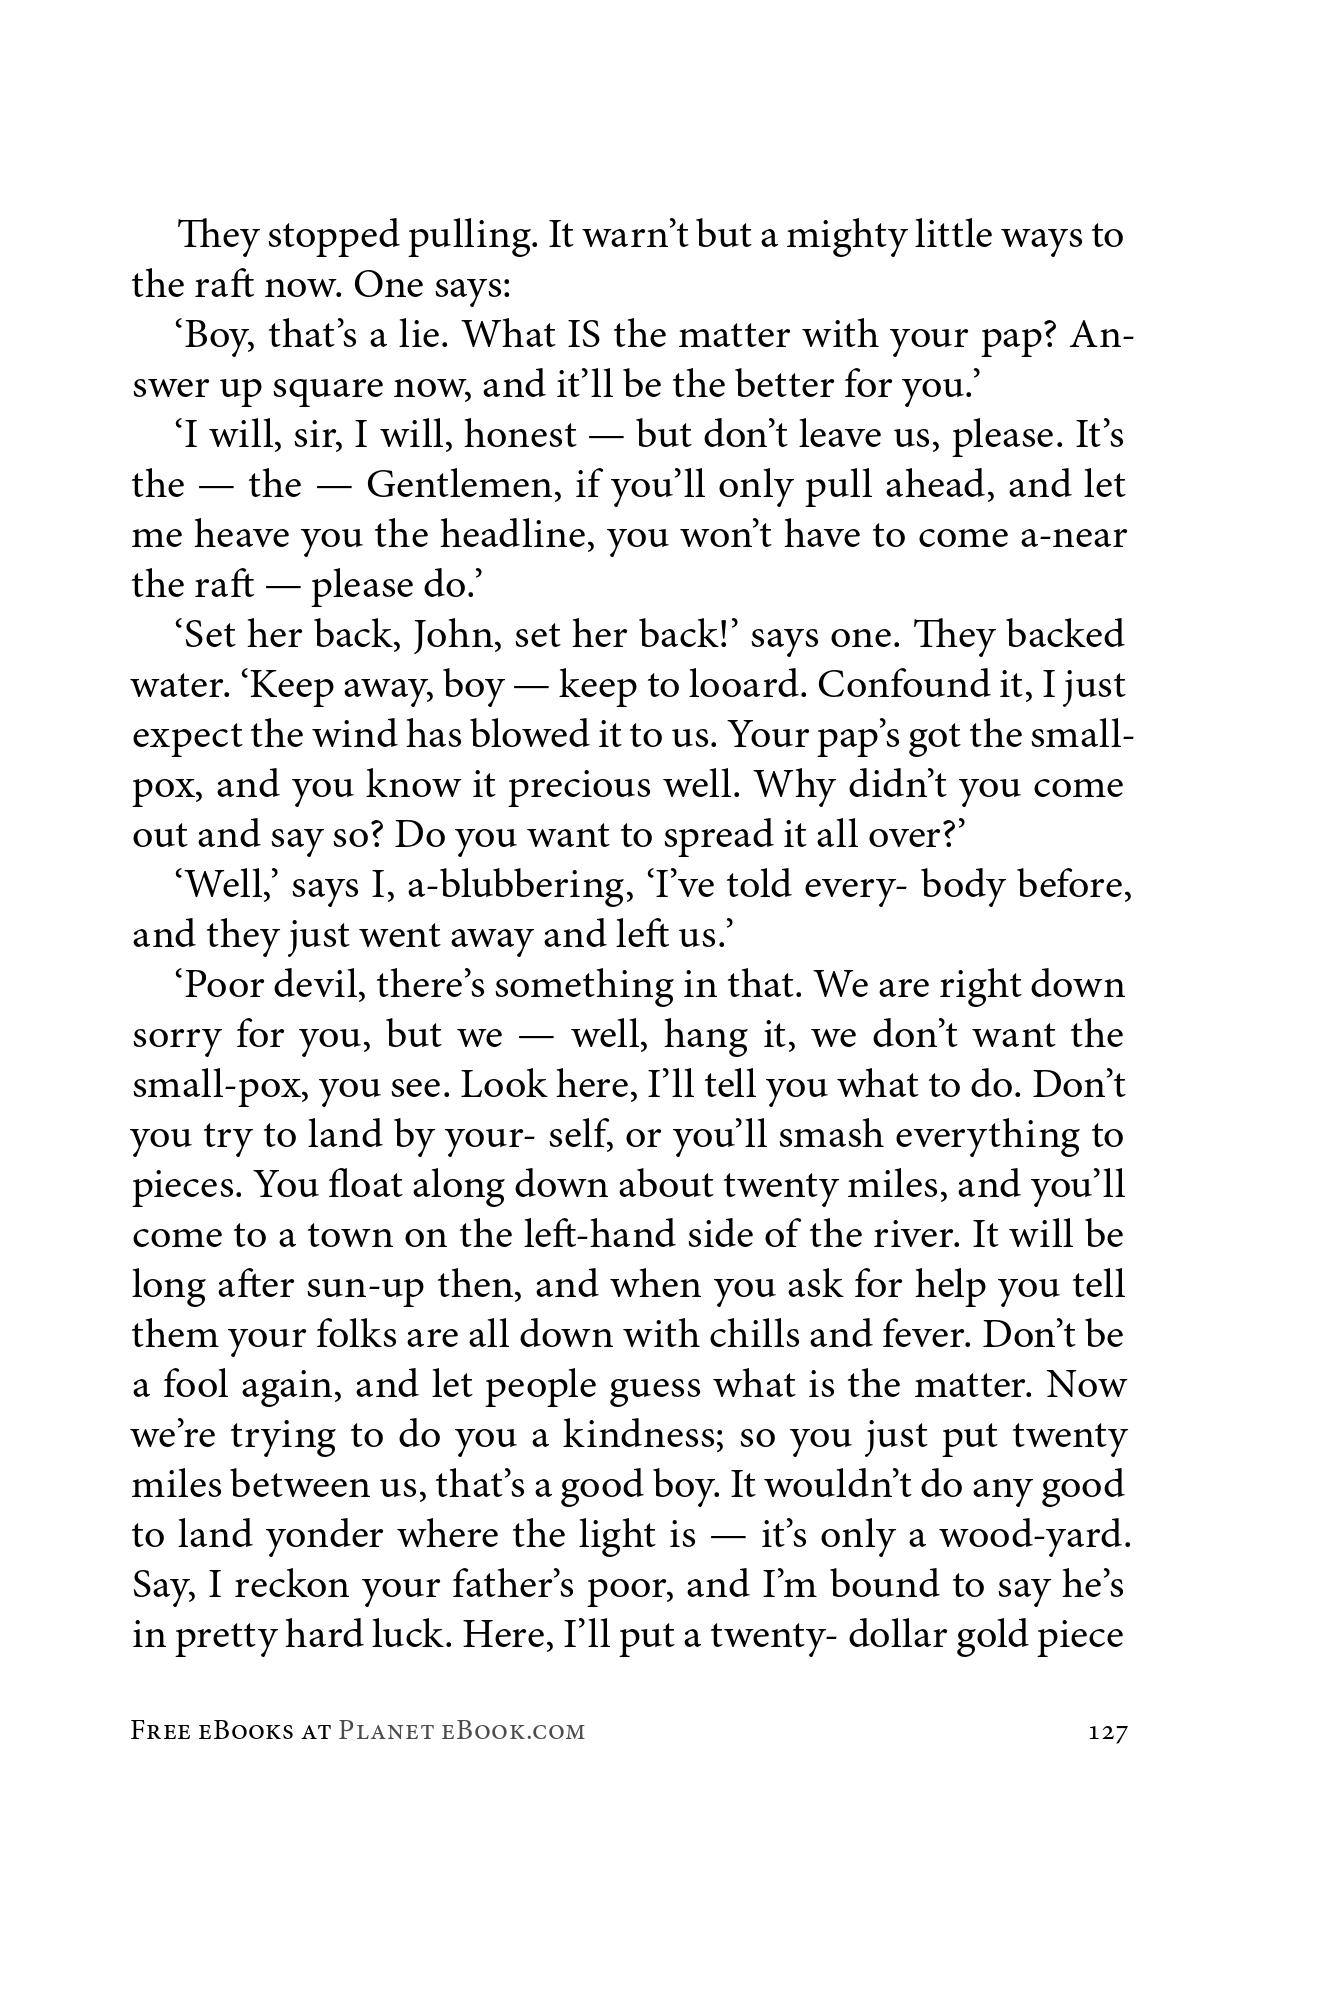 They stopped pulling. It warn’t but a mighty little ways to
the raft now. One says:
‘Boy, that’s a lie. What IS the matter with your pap? An-
swer up square now, and it’ll be the better for you.’
‘I will, sir, I will, honest — but don’t leave us, please. It’s
the — the — Gentlemen, if you’ll only pull ahead, and let
me heave you the headline, you won’t have to come a-near
the raft — please do.’
‘Set her back, John, set her back!’ says one. They backed
water. ‘Keep away, boy — keep to looard. Confound it, I just
expect the wind has blowed it to us. Your pap’s got the small-
pox, and you know it precious well. Why didn’t you come
out and say so? Do you want to spread it all over?’
‘Well,’ says I, a-blubbering, ‘I’ve told every- body before,
and they just went away and left us.’
‘Poor devil, there’s something in that. We are right down
sorry for you, but we — well, hang it, we don’t want the
small-pox, you see. Look here, I’ll tell you what to do. Don’t
you try to land by your- self, or you’ll smash everything to
pieces. You float along down about twenty miles, and you’ll
come to a town on the left-hand side of the river. It will be
long after sun-up then, and when you ask for help you tell
them your folks are all down with chills and fever. Don’t be
a fool again, and let people guess what is the matter. Now
we’re trying to do you a kindness; so you just put twenty
miles between us, that’s a good boy. It wouldn’t do any good
to land yonder where the light is — it’s only a wood-yard.
Say, I reckon your father’s poor, and I’m bound to say he’s
in pretty hard luck. Here, I’ll put a twenty- dollar gold piece
Free eBooks at Planet eBook.com 127